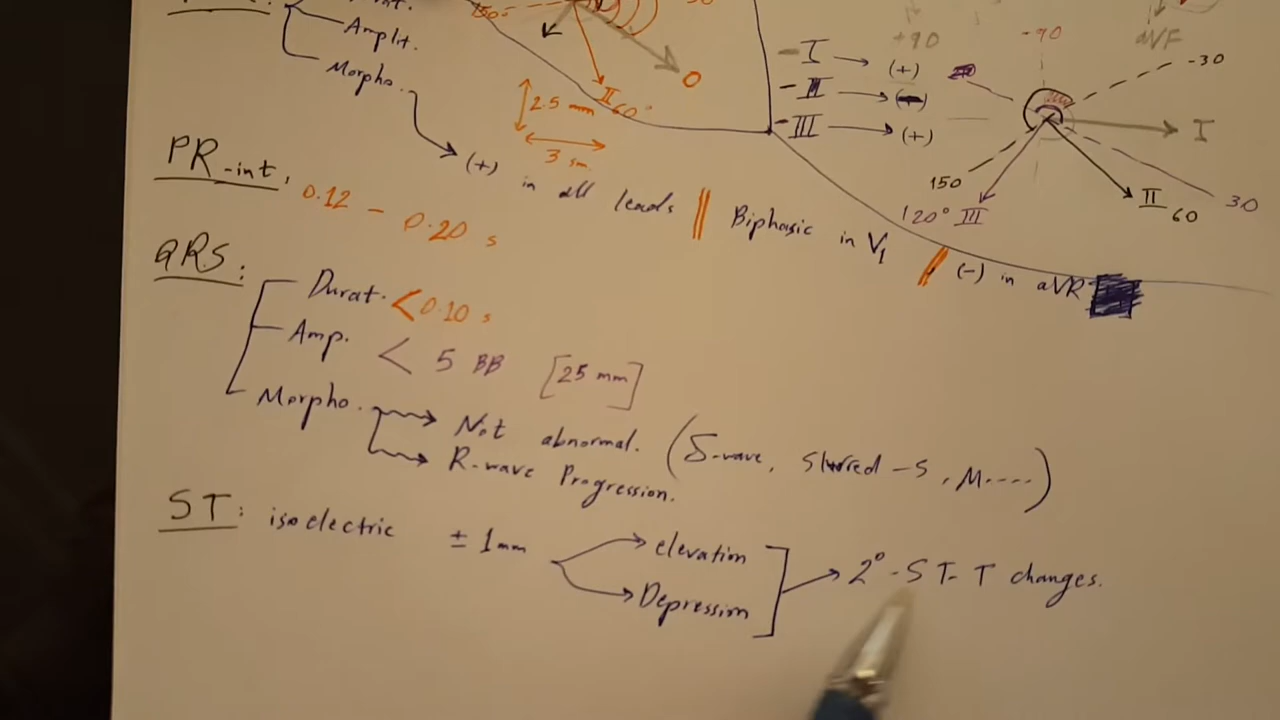 150°
Amplit.
Morpho.
II 60°
0
2.5 mm
3 sm.
(+) in all leads || Biphasic in V1 // (-) in aVR
+90
aVF
-90
-30
- I → (+)
- II →
- III → (+)
I
II 60
30
150
120° III
PR-int, 0.12 - 0.20 s
QRS:
Durat. < 0.10 s
Amp. < 5 BB [25 mm]
Morpho. → Not abnormal. (δ-wave, slurred -S, M....)
→ R-wave Progression.
ST: isoelectric ± 1mm → elevation
→ Depression
→ 2° - ST- T changes.